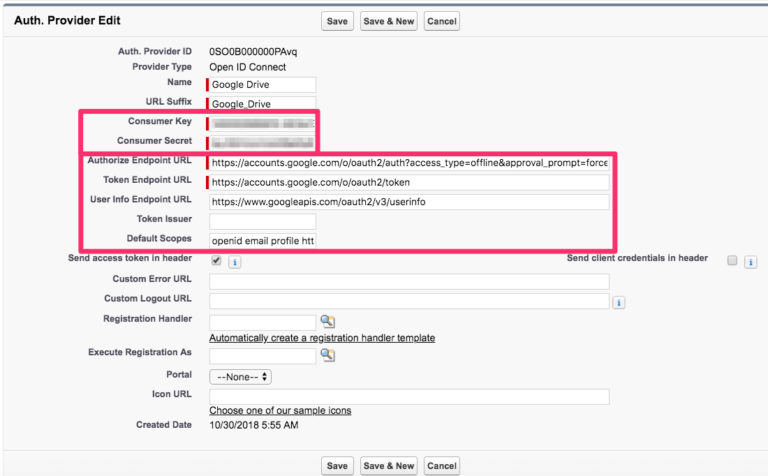 Auth. Provider Edit Save Save & New Cancel
Auth. Provider ID 0SO0B000000PAvq
Provider Type Open ID Connect
Name Google Drive
URL Suffix Google_Drive
Consumer Key
Consumer Secret
Authorize Endpoint URL https://accounts.google.com/o/oauth2/auth?access_type=offline&approval_prompt=force
Token Endpoint URL https://accounts.google.com/o/oauth2/token
User Info Endpoint URL https://www.googleapis.com/oauth2/v3/userinfo
Token Issuer
Default Scopes openid email profile htt
Send access token in header Send client credentials in header
Custom Error URL
Custom Logout URL
Registration Handler
Automatically create a registration handler template
Execute Registration As
Portal --None--
Icon URL
Choose one of our sample icons
Created Date 10/30/2018 5:55 AM
Save Save & New Cancel